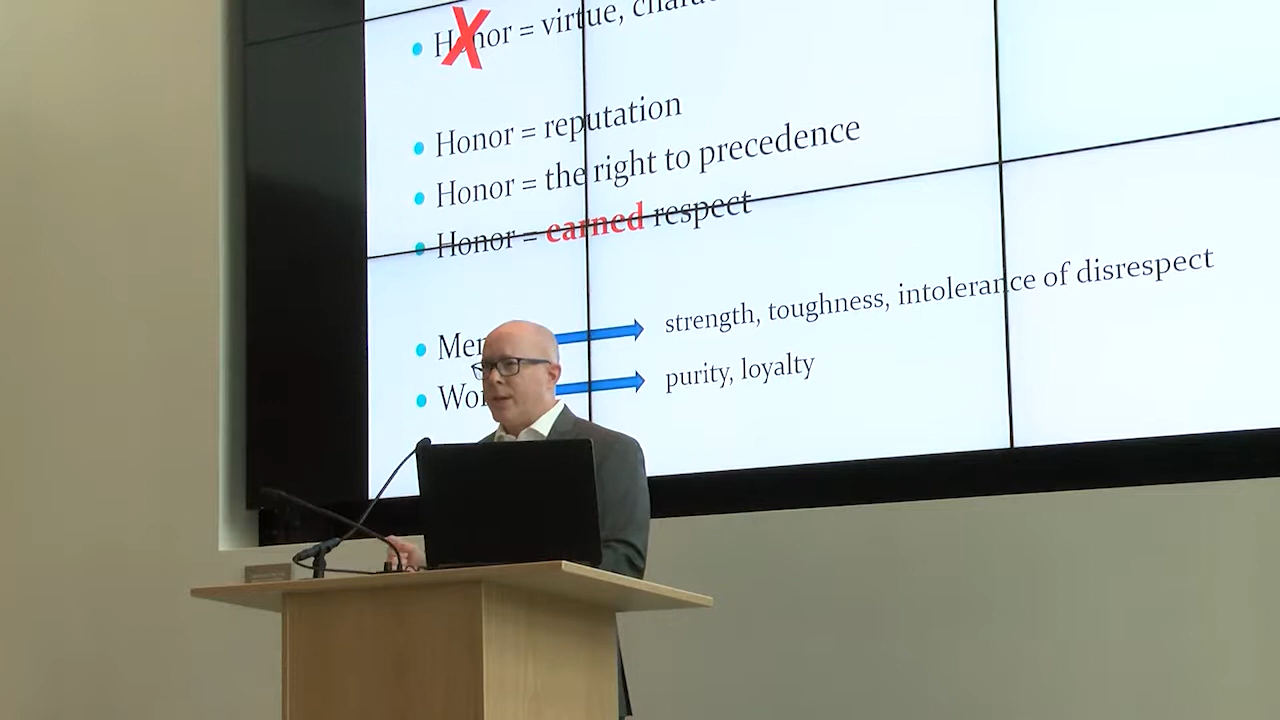 • Honor = virtue,
• Honor = reputation
• Honor = the right to precedence
• Honor = earned respect
• Men strength, toughness, intolerance of disrespect
purity, loyalty